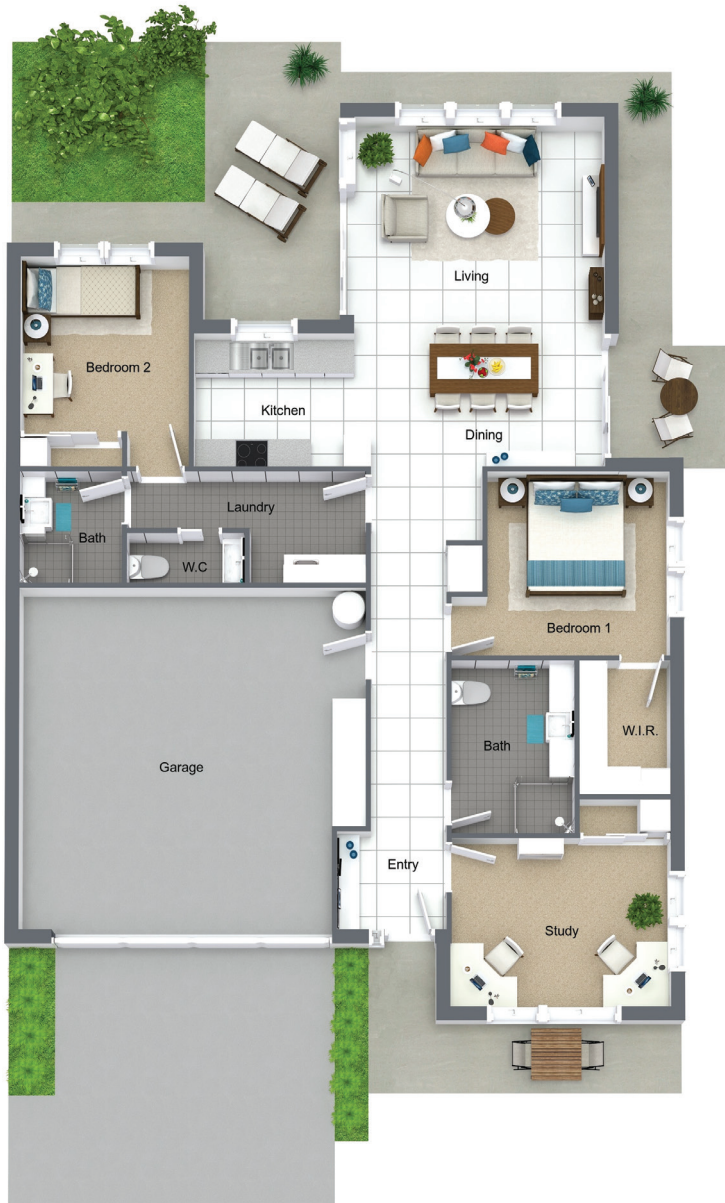 Living
Bedroom 2
Kitchen
Dining
Laundry
Bath
W.C
Bedroom 1
W.I.R.
Bath
Garage
Entry
Study